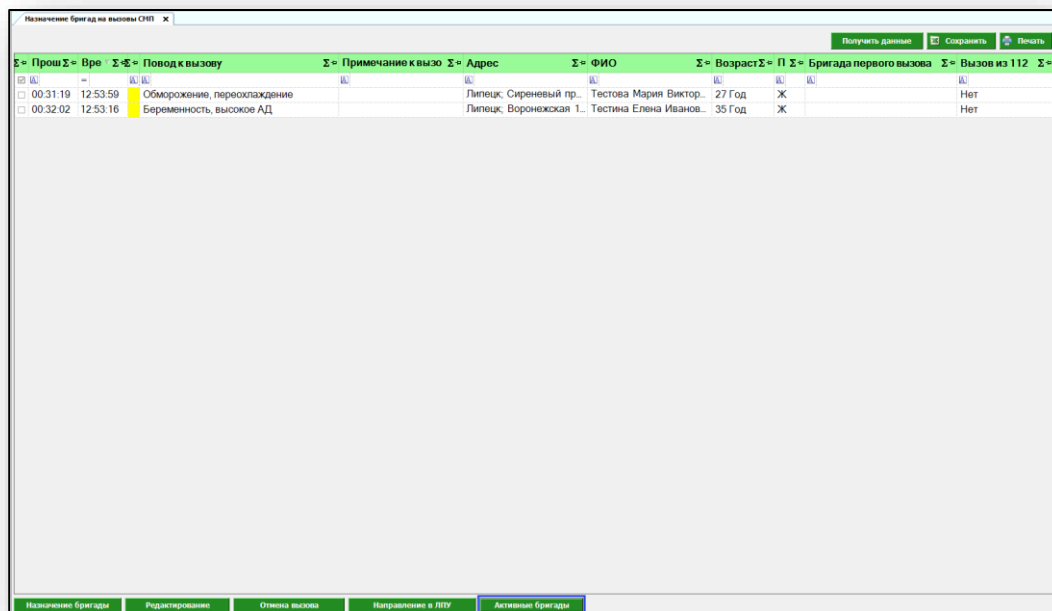 Назначение бригад на вызовы СМП X
Получить данные Сохранить Печать
Прош Вре Повод к вызову Примечание к вызо Адрес ФИО Возраст П Бригада первого вызова Вызов из 112
00:31:19 12:53:59 Обморожение, переохлаждение Липецк; Сиреневый пр... Тестова Мария Виктор... 27 Год Ж Нет
00:32:02 12:53:16 Беременность, высокое АД Липецк; Воронежская 1... Тестина Елена Иванов... 35 Год Ж Нет
Назначение бригады Редактирование Отмена вызова Направление в ЛПУ Активные бригады